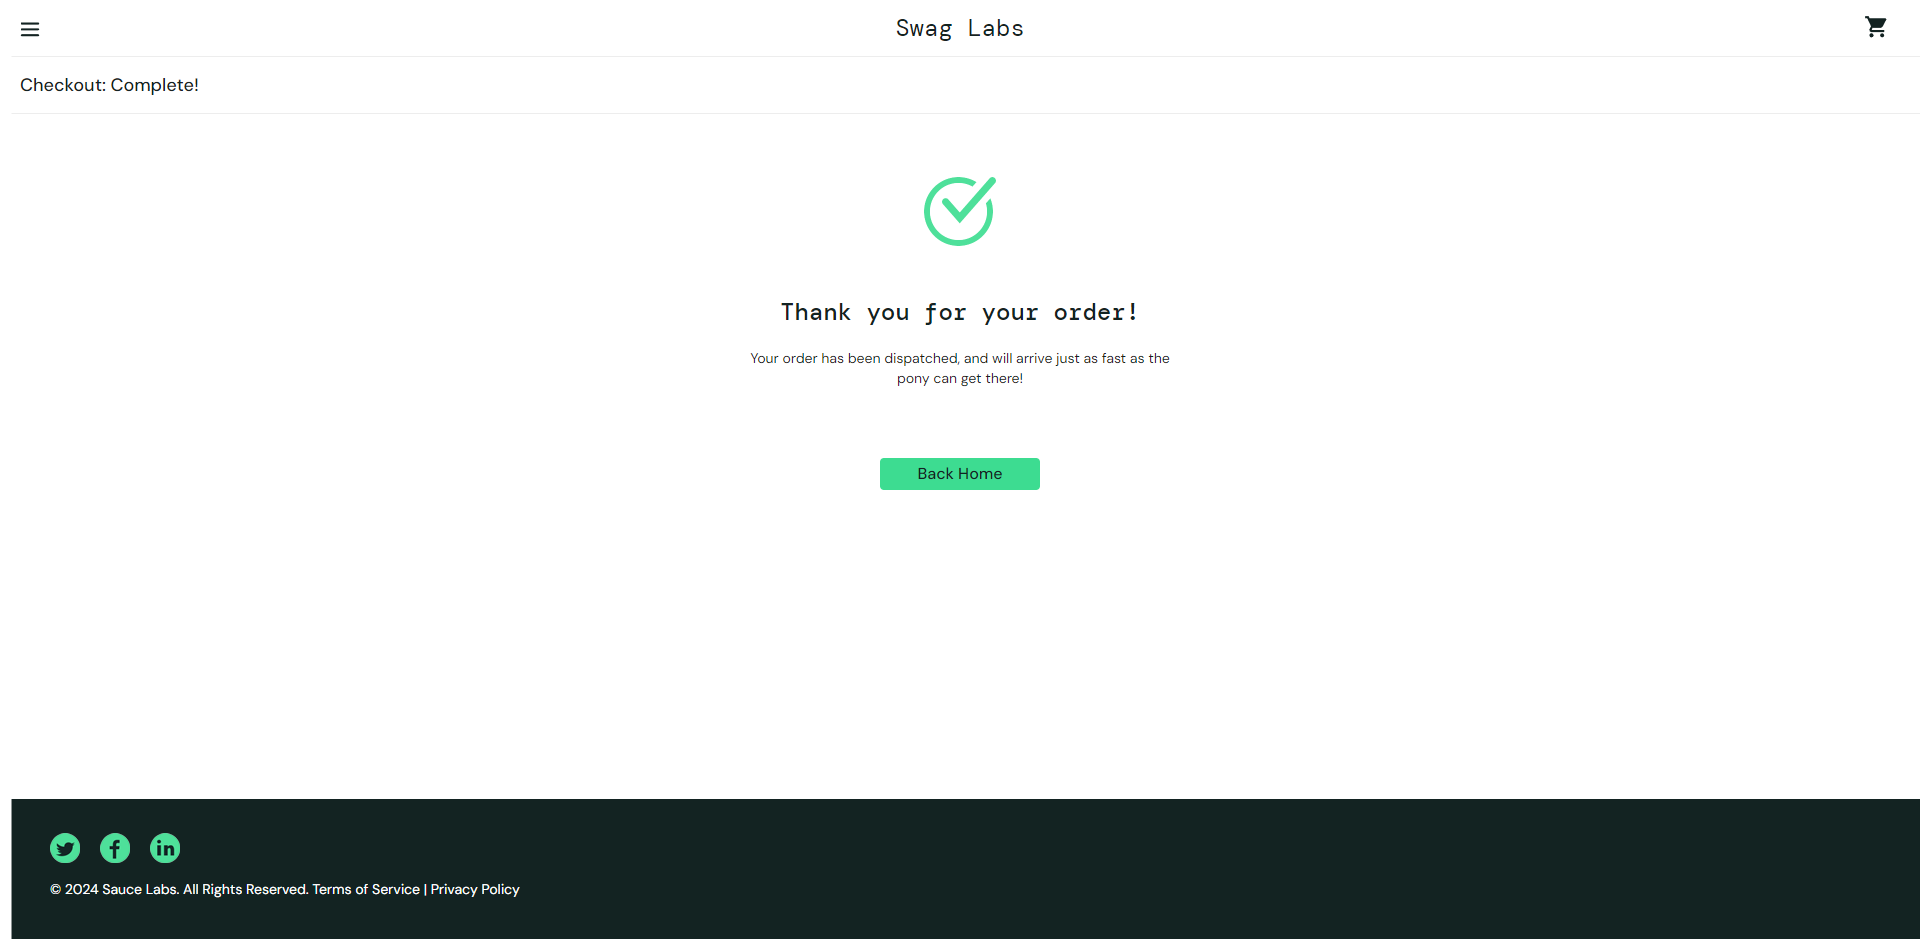 Swag Labs
Checkout: Complete!
Thank you for your order!
Your order has been dispatched, and will arrive just as fast as the
pony can get there!
Back Home
© 2024 Sauce Labs. All Rights Reserved. Terms of Service | Privacy Policy